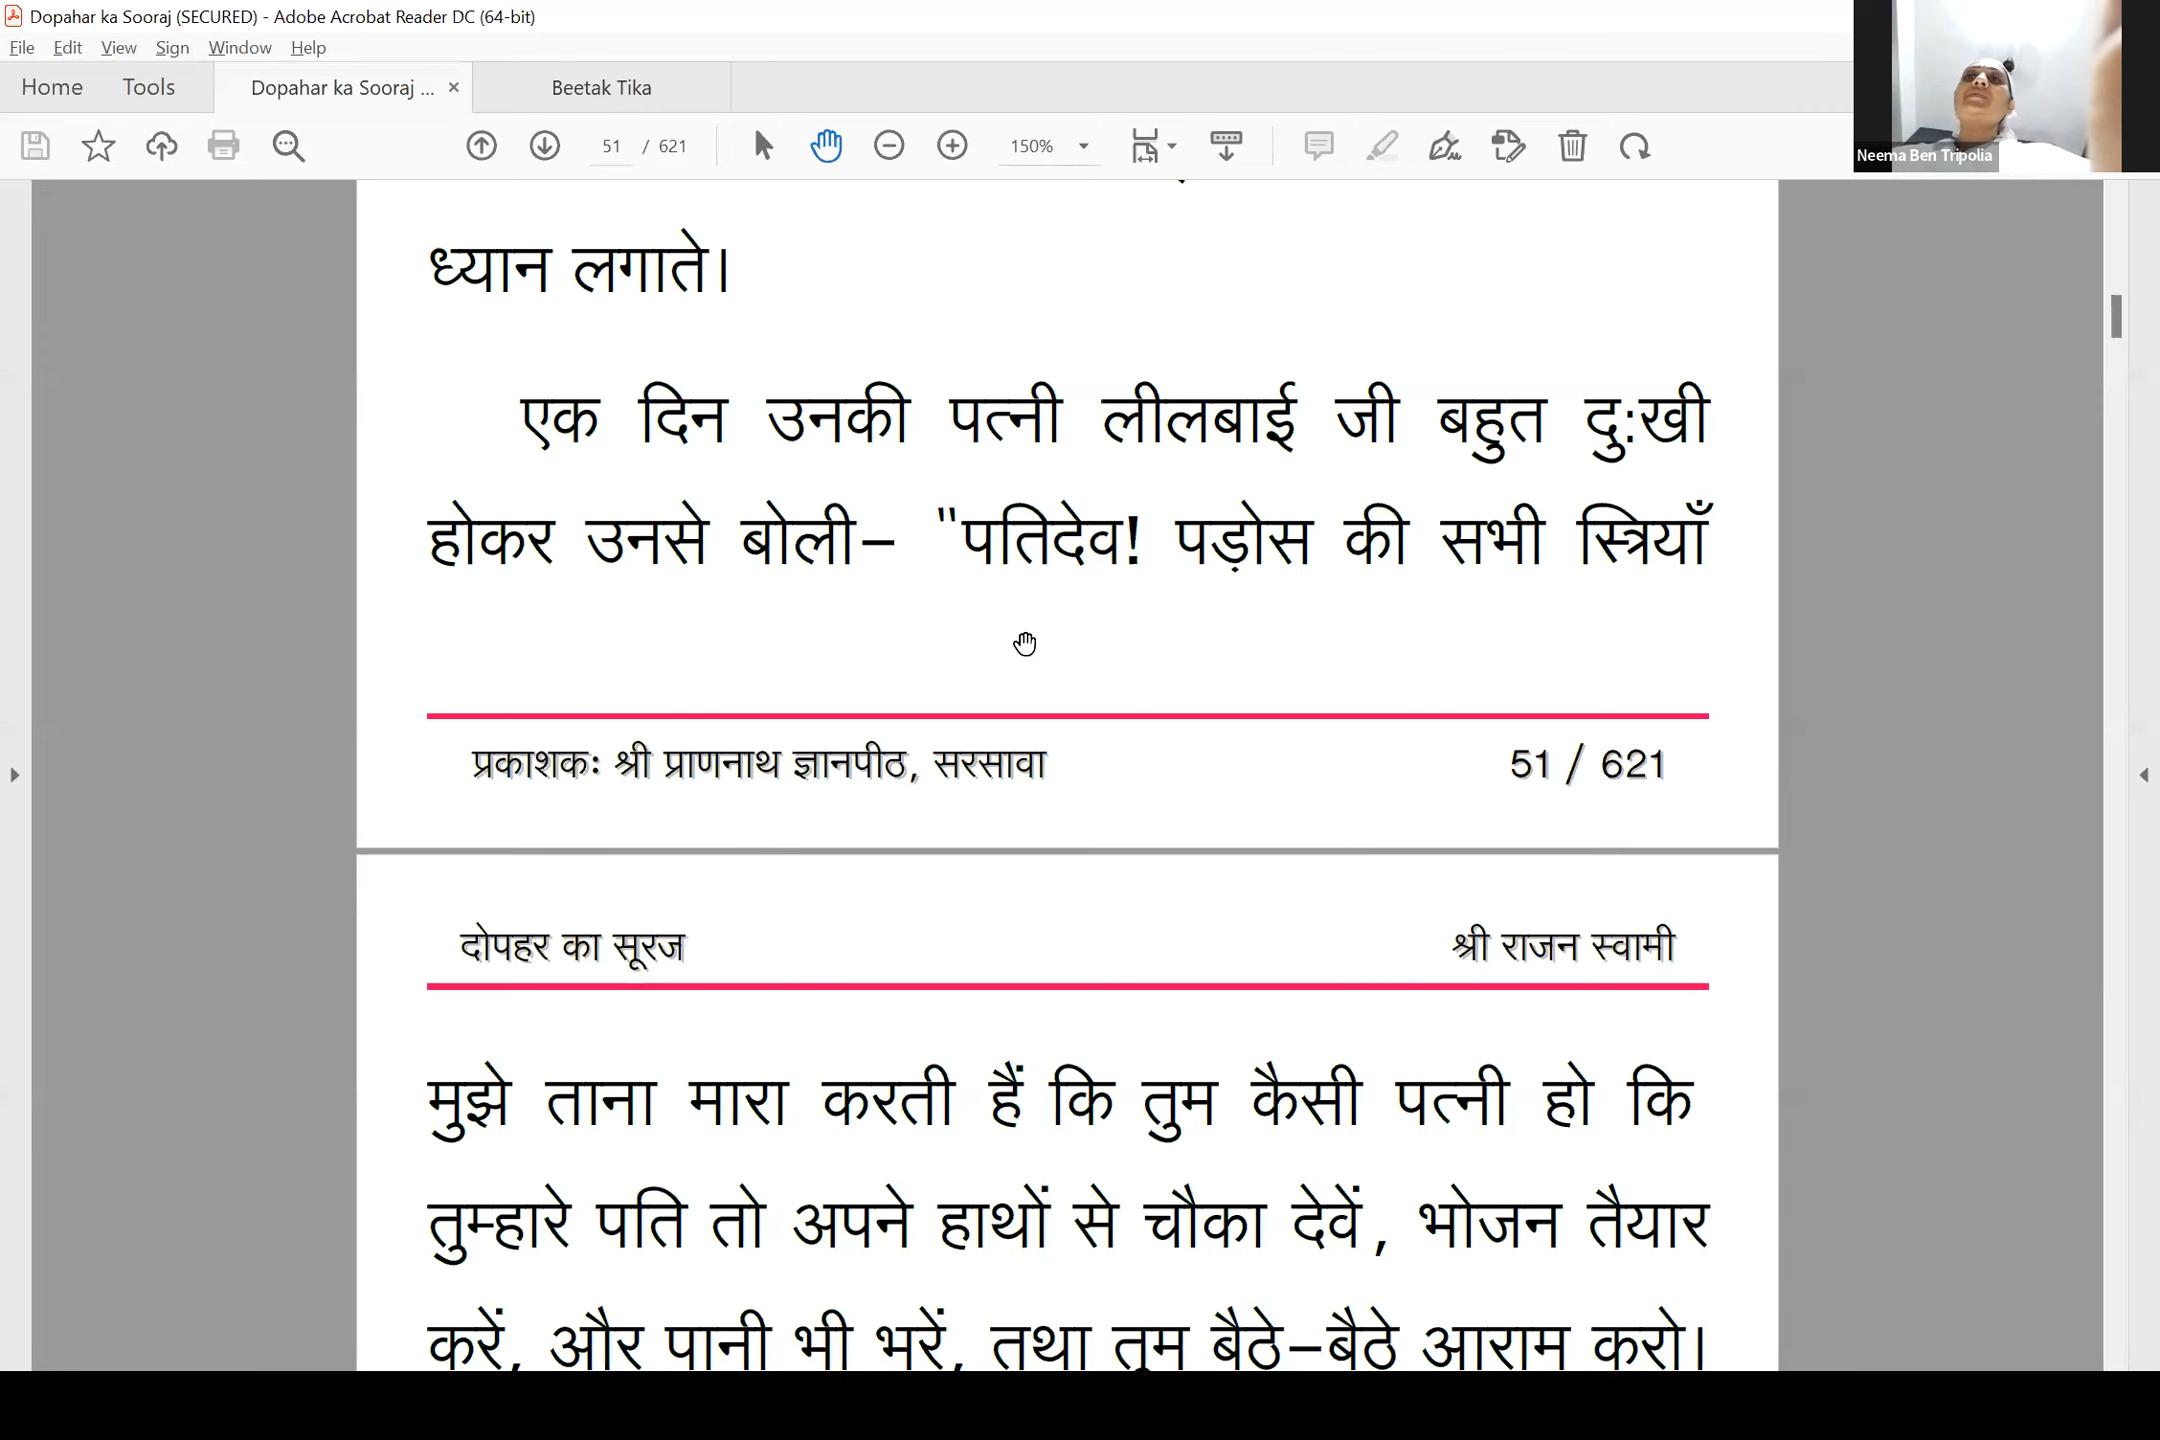 Dopahar ka Sooraj (SECURED) - Adobe Acrobat Reader DC (64-bit)
File Edit View Sign Window Help
Home Tools Dopahar ka Sooraj ... × Beetak Tika
51 / 621 150%
Neema Ben Tripolia
ध्यान लगाते।
एक दिन उनकी पत्नी लीलबाई जी बहुत दुःखी
होकर उनसे बोली– "पतिदेव! पड़ोस की सभी स्त्रियाँ
प्रकाशकः श्री प्राणनाथ ज्ञानपीठ, सरसावा 51 / 621
दोपहर का सूरज श्री राजन स्वामी
मुझे ताना मारा करती हैं कि तुम कैसी पत्नी हो कि
तुम्हारे पति तो अपने हाथों से चौका देवें, भोजन तैयार
करें, और पानी भी भरें, तथा तुम बैठे–बैठे आराम करो।